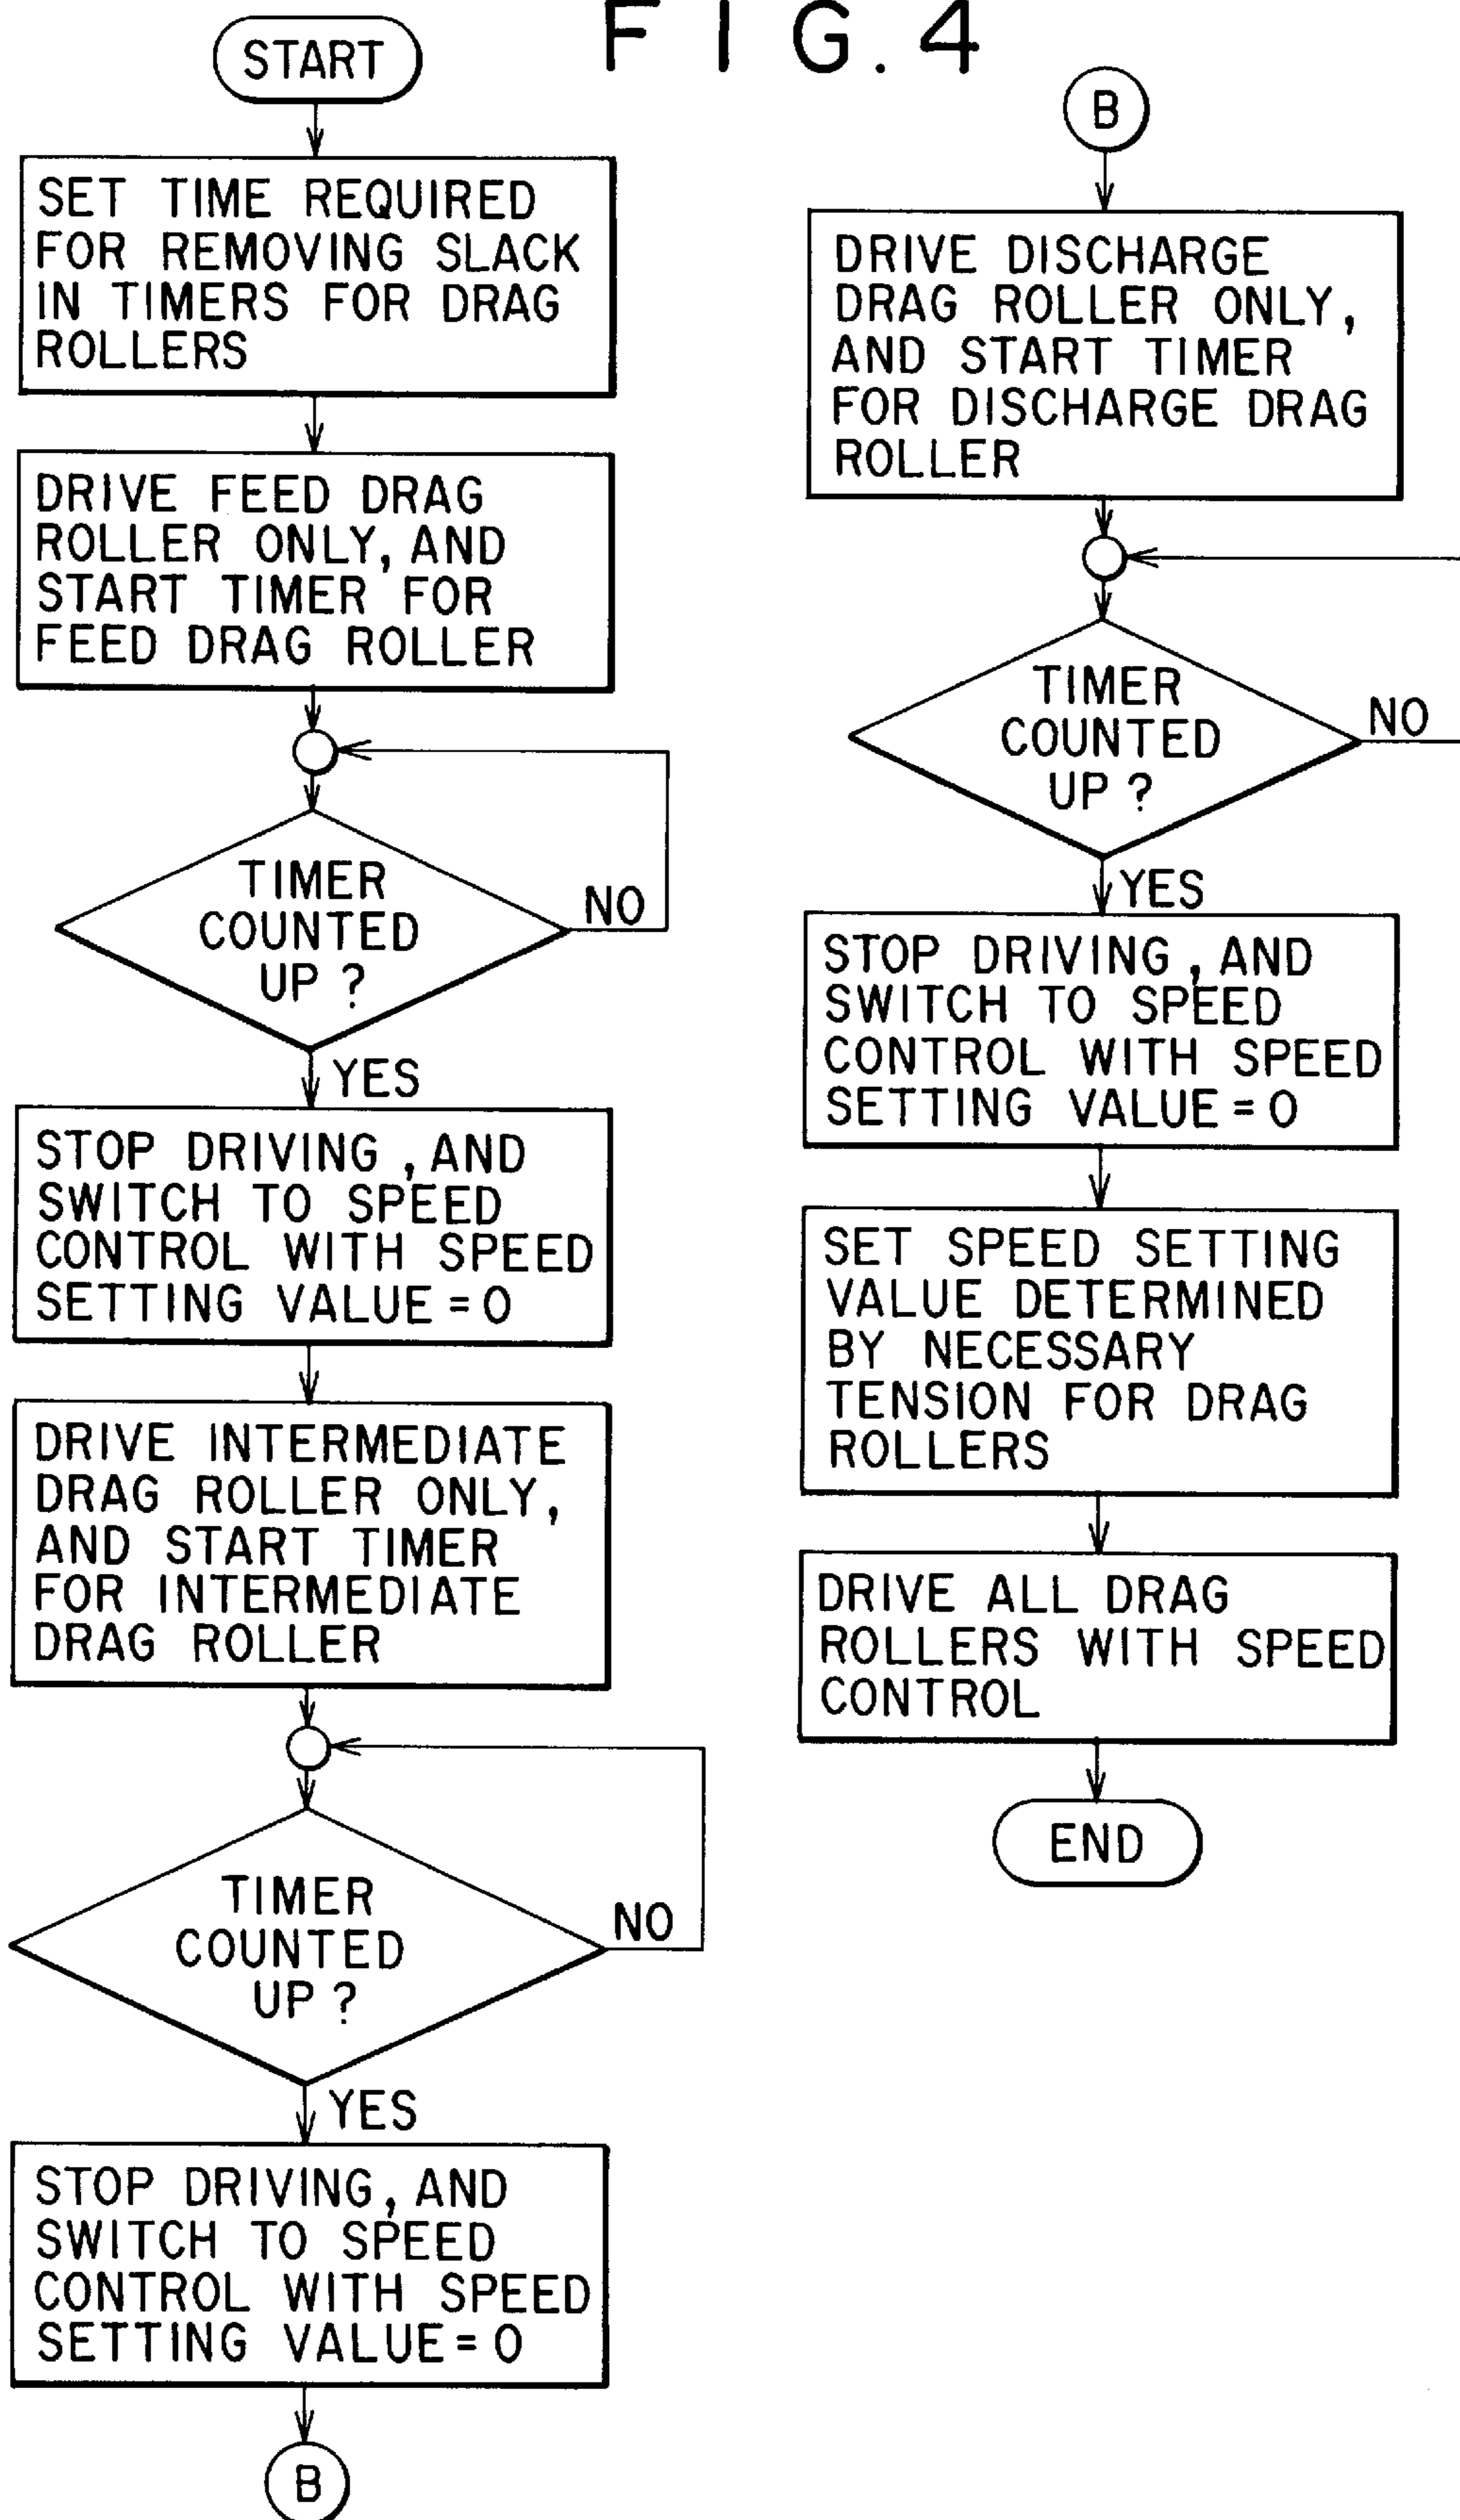 FIG.4
START
SET TIME REQUIRED
FOR REMOVING SLACK
IN TIMERS FOR DRAG
ROLLERS
DRIVE FEED DRAG
ROLLER ONLY, AND
START TIMER FOR
FEED DRAG ROLLER
TIMER
COUNTED
UP ?
NO
YES
STOP DRIVING, AND
SWITCH TO SPEED
CONTROL WITH SPEED
SETTING VALUE = 0
DRIVE INTERMEDIATE
DRAG ROLLER ONLY,
AND START TIMER
FOR INTERMEDIATE
DRAG ROLLER
TIMER
COUNTED
UP ?
NO
YES
STOP DRIVING, AND
SWITCH TO SPEED
CONTROL WITH SPEED
SETTING VALUE = 0
B
B
DRIVE DISCHARGE
DRAG ROLLER ONLY,
AND START TIMER
FOR DISCHARGE DRAG
ROLLER
TIMER
COUNTED
UP ?
NO
YES
STOP DRIVING, AND
SWITCH TO SPEED
CONTROL WITH SPEED
SETTING VALUE = 0
SET SPEED SETTING
VALUE DETERMINED
BY NECESSARY
TENSION FOR DRAG
ROLLERS
DRIVE ALL DRAG
ROLLERS WITH SPEED
CONTROL
END